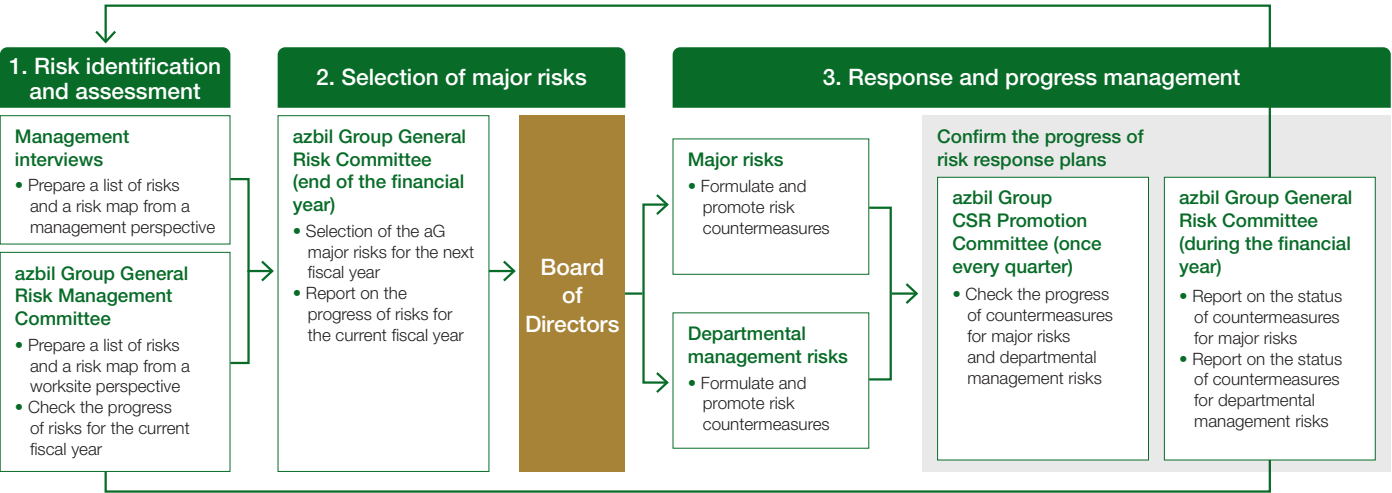 1. Risk identification
and assessment
Management
interviews
• Prepare a list of risks
and a risk map from a
management perspective
azbil Group General
Risk Management
Committee
• Prepare a list of risks
and a risk map from a
worksite perspective
• Check the progress
of risks for the current
fiscal year
2. Selection of major risks
azbil Group General
Risk Committee
(end of the financial
year)
• Selection of the aG
major risks for the next
fiscal year
• Report on the
progress of risks for
the current fiscal year
Board
of
Directors
3. Response and progress management
Major risks
• Formulate and
promote risk
countermeasures
Departmental
management risks
• Formulate and
promote risk
countermeasures
Confirm the progress of
risk response plans
azbil Group
CSR Promotion
Committee (once
every quarter)
• Check the progress
of countermeasures
for major risks
and departmental
management risks
azbil Group General
Risk Committee
(during the financial
year)
• Report on the status
of countermeasures
for major risks
• Report on the status
of countermeasures
for departmental
management risks